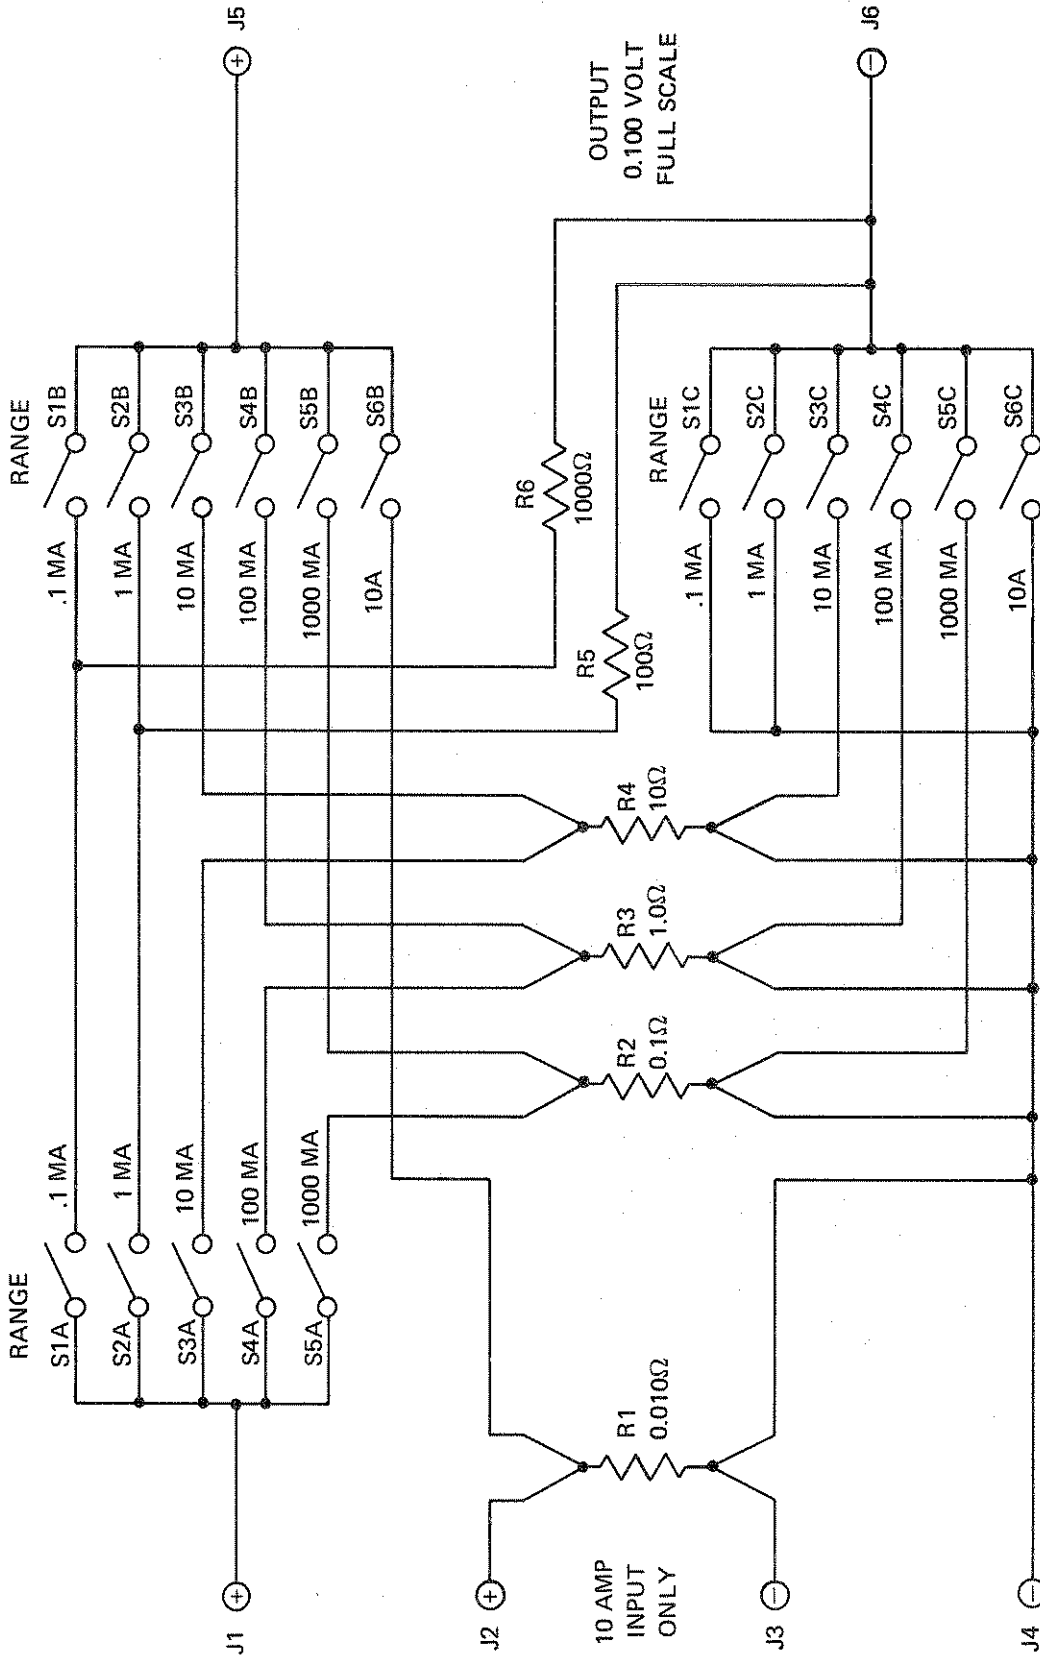 RANGE
S1A
.1 MA
S2A
1 MA
S3A
10 MA
S4A
100 MA
S5A
1000 MA
RANGE
.1 MA
S1B
1 MA
S2B
10 MA
S3B
100 MA
S4B
1000 MA
S5B
10A
S6B
J1
J5
J2
10 AMP
INPUT
ONLY
J3
J4
R1
0.010Ω
R2
0.1Ω
R3
1.0Ω
R4
10Ω
R5
100Ω
R6
1000Ω
OUTPUT
0.100 VOLT
FULL SCALE
RANGE
.1 MA
S1C
1 MA
S2C
10 MA
S3C
100 MA
S4C
1000 MA
S5C
10A
S6C
J6